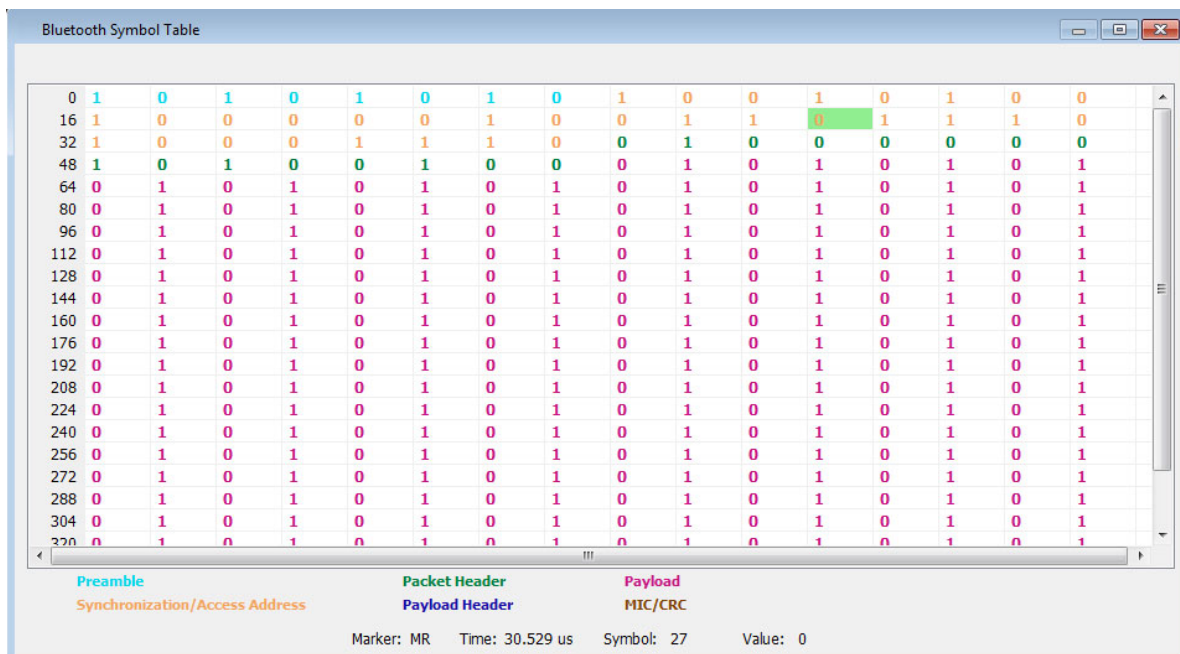 Bluetooth Symbol Table
0 1 0 1 0 1 0 1 0 1 0 0 1 0 1 0 0
16 1 0 0 0 0 0 1 0 0 1 1 0 1 1 1 0
32 1 0 0 0 1 1 1 0 0 1 0 0 0 0 0 0
48 1 0 1 0 0 1 0 0 0 1 0 1 0 1 0 1
64 0 1 0 1 0 1 0 1 0 1 0 1 0 1 0 1
80 0 1 0 1 0 1 0 1 0 1 0 1 0 1 0 1
96 0 1 0 1 0 1 0 1 0 1 0 1 0 1 0 1
112 0 1 0 1 0 1 0 1 0 1 0 1 0 1 0 1
128 0 1 0 1 0 1 0 1 0 1 0 1 0 1 0 1
144 0 1 0 1 0 1 0 1 0 1 0 1 0 1 0 1
160 0 1 0 1 0 1 0 1 0 1 0 1 0 1 0 1
176 0 1 0 1 0 1 0 1 0 1 0 1 0 1 0 1
192 0 1 0 1 0 1 0 1 0 1 0 1 0 1 0 1
208 0 1 0 1 0 1 0 1 0 1 0 1 0 1 0 1
224 0 1 0 1 0 1 0 1 0 1 0 1 0 1 0 1
240 0 1 0 1 0 1 0 1 0 1 0 1 0 1 0 1
256 0 1 0 1 0 1 0 1 0 1 0 1 0 1 0 1
272 0 1 0 1 0 1 0 1 0 1 0 1 0 1 0 1
288 0 1 0 1 0 1 0 1 0 1 0 1 0 1 0 1
304 0 1 0 1 0 1 0 1 0 1 0 1 0 1 0 1
320 0 1 0 1 0 1 0 1 0 1 0 1 0 1 0 1
Preamble Packet Header Payload
Synchronization/Access Address Payload Header MIC/CRC
Marker: MR Time: 30.529 us Symbol: 27 Value: 0